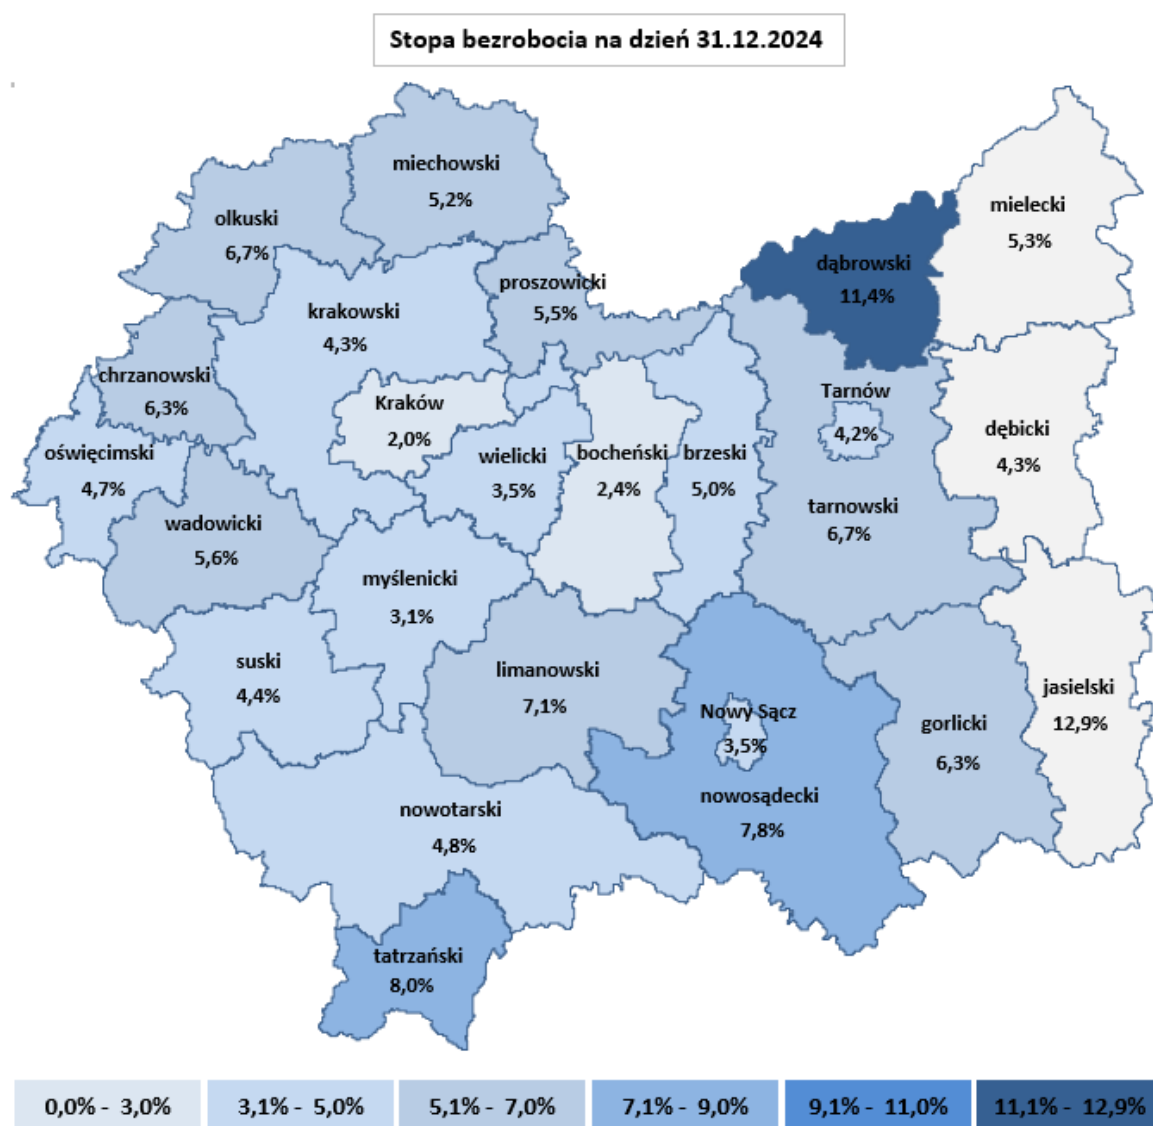 Stopa bezrobocia na dzień 31.12.2024
miechowski
5,2%
olkuski
6,7%
mielecki
5,3%
dąbrowski
11,4%
proszowicki
5,5%
krakowski
4,3%
chrzanowski
6,3%
Kraków
2,0%
Tarnów
4,2%
dębicki
4,3%
oświęcimski
4,7%
wielicki
3,5%
bocheński
2,4%
brzeski
5,0%
tarnowski
6,7%
wadowicki
5,6%
myślenicki
3,1%
suski
4,4%
limanowski
7,1%
Nowy Sącz
3,5%
jasielski
12,9%
gorlicki
6,3%
nowosądecki
7,8%
nowotarski
4,8%
tatrzański
8,0%
0,0% - 3,0% 3,1% - 5,0% 5,1% - 7,0% 7,1% - 9,0% 9,1% - 11,0% 11,1% - 12,9%